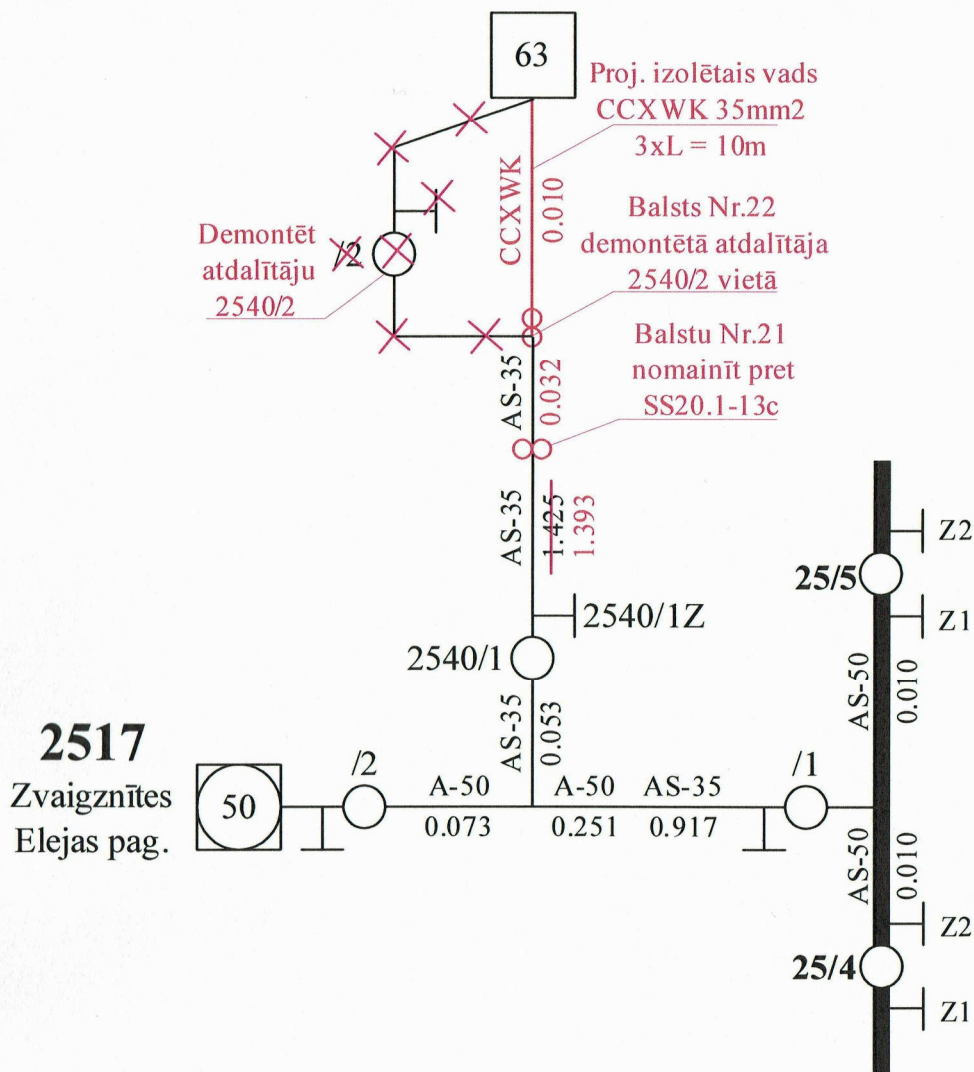 63
Proj. izolētais vads
CCXWK 35mm2
3xL = 10m
CCXWK
0.010
Balsts Nr.22
demontētā atdalītāja
2540/2 vietā
Demontēt
atdalītāju
2540/2
/2
AS-35
0.032
Balstu Nr.21
nomainīt pret
SS20.1-13c
AS-35
1.425
1.393
2540/1Z
2540/1
AS-35
0.053
2517
Zvaigznītes
Elejas pag.
50
/2
A-50
0.073
A-50
0.251
AS-35
0.917
/1
Z2
25/5
Z1
AS-50
0.010
AS-50
0.010
Z2
25/4
Z1